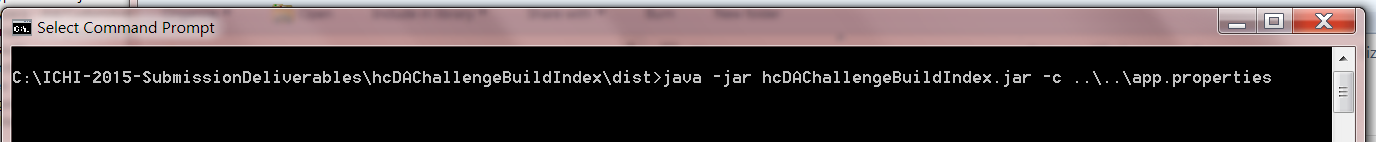 Select Command Prompt
C:\ICHI-2015-SubmissionDeliverables\hcDAChallengeBuildIndex\dist>java -jar hcDAChallengeBuildIndex.jar -c ..\..\app.properties